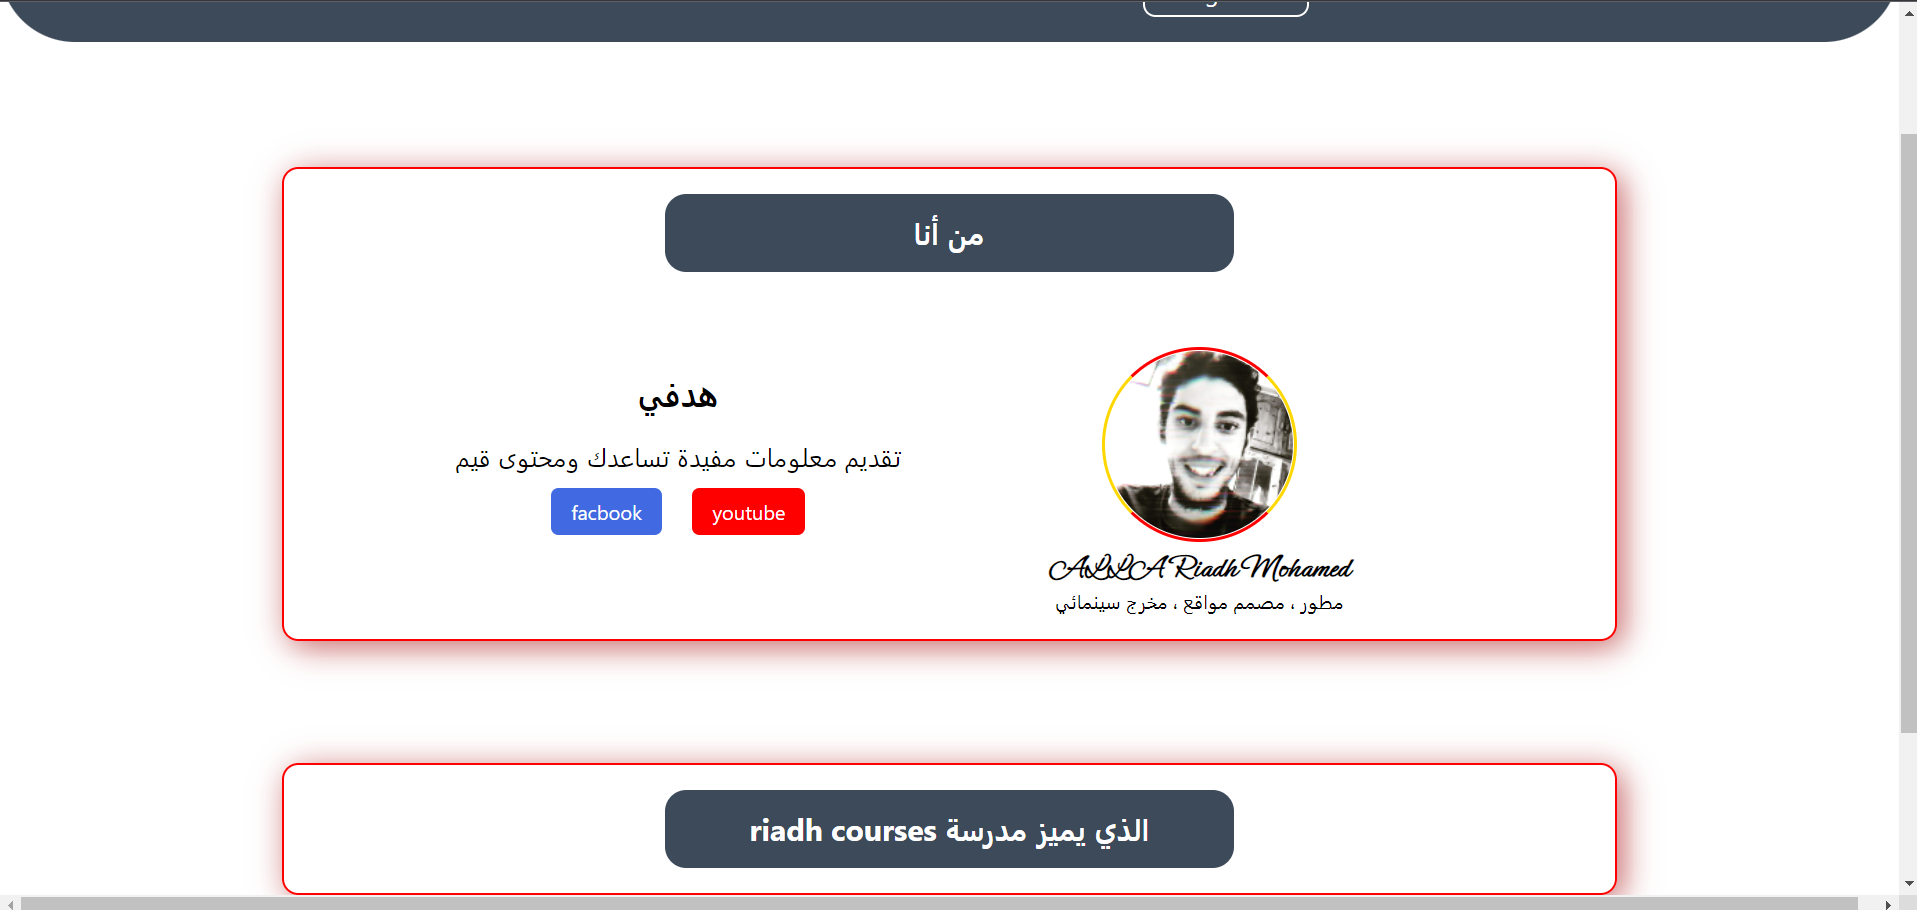 من أنا
هدفي
تقديم معلومات مفيدة تساعدك ومحتوى قيم
facbook youtube
ALLA Riadh Mohamed
مطور ، مصمم مواقع ، مخرج سينمائي
الذي يميز مدرسة riadh courses